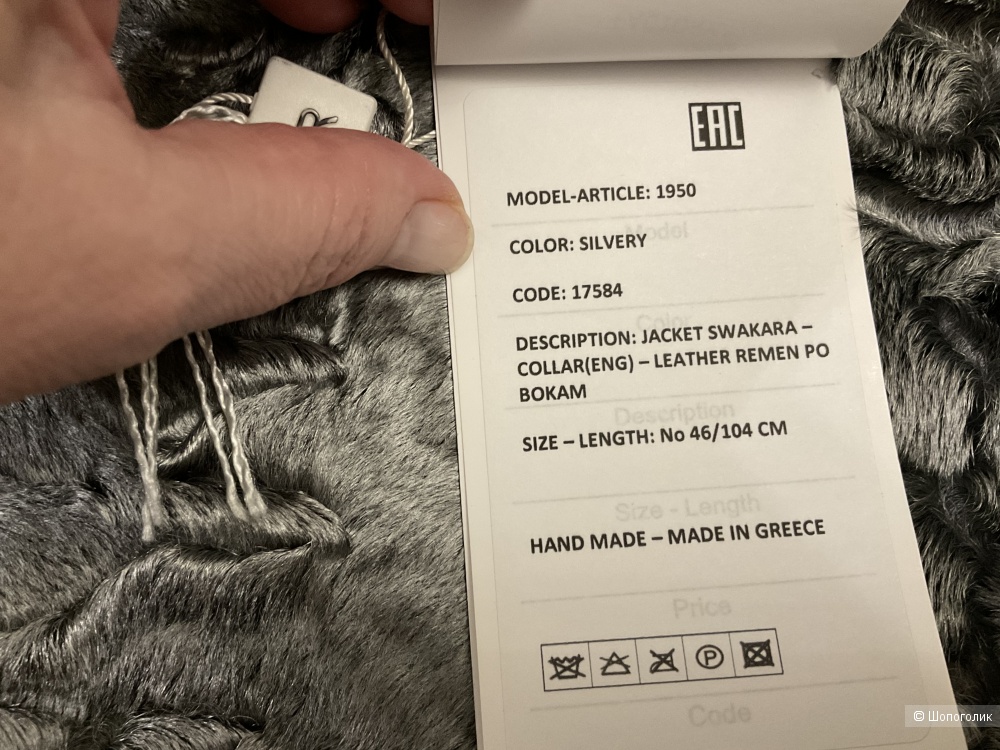 EAC
MODEL-ARTICLE: 1950
Model
COLOR: SILVERY
CODE: 17584
Color
DESCRIPTION: JACKET SWAKARA –
COLLAR(ENG) – LEATHER REMEN PO
BOKAM
Description
SIZE – LENGTH: No 46/104 CM
Size - Length
HAND MADE – MADE IN GREECE
Price
P
Code
© Шопоголик